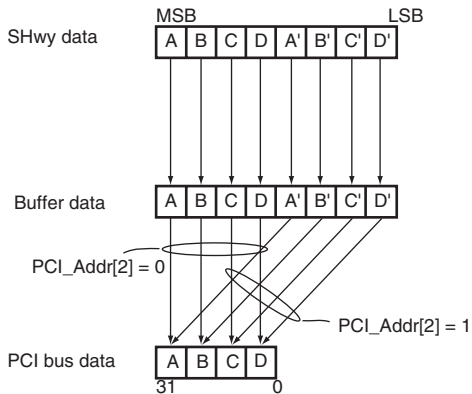 MSB LSB
SHwy data A B C D A' B' C' D'
Buffer data A B C D A' B' C' D'
PCI_Addr[2] = 0
PCI_Addr[2] = 1
PCI bus data A B C D
31 0